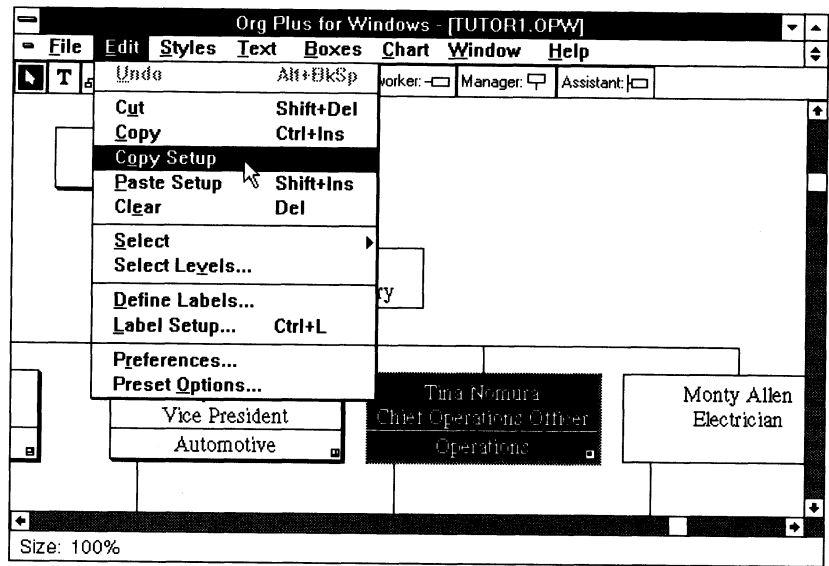 Org Plus for Windows - [TUTOR1.OPW]
File Edit Styles Text Boxes Chart Window Help
T Manager: Assistant:
Undo Alt+BkSp
Cut Shift+Del
Copy Ctrl+Ins
Copy Setup
Paste Setup Shift+Ins
Clear Del
Select
Select Levels...
Define Labels...
Label Setup... Ctrl+L
Preferences...
Preset Options...
Vice President
Automotive
Tina Nomura
Chief Operations Officer
Operations
Monty Allen
Electrician
Size: 100%